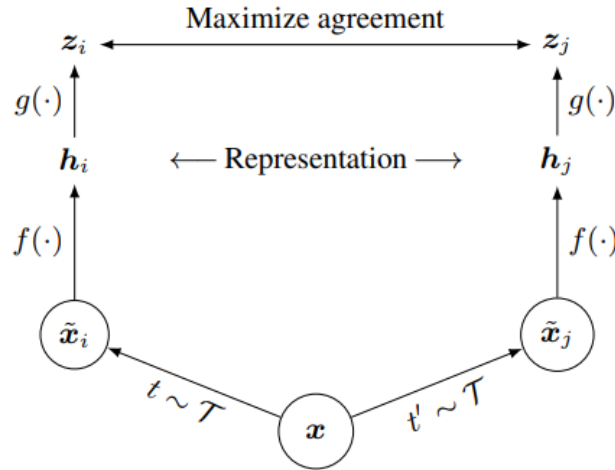 Maximize agreement
z_i z_j
g(·) g(·)
h_i ← Representation → h_j
f(·) f(·)
x̃_i x̃_j
t ∼ 𝒯 t' ∼ 𝒯
x